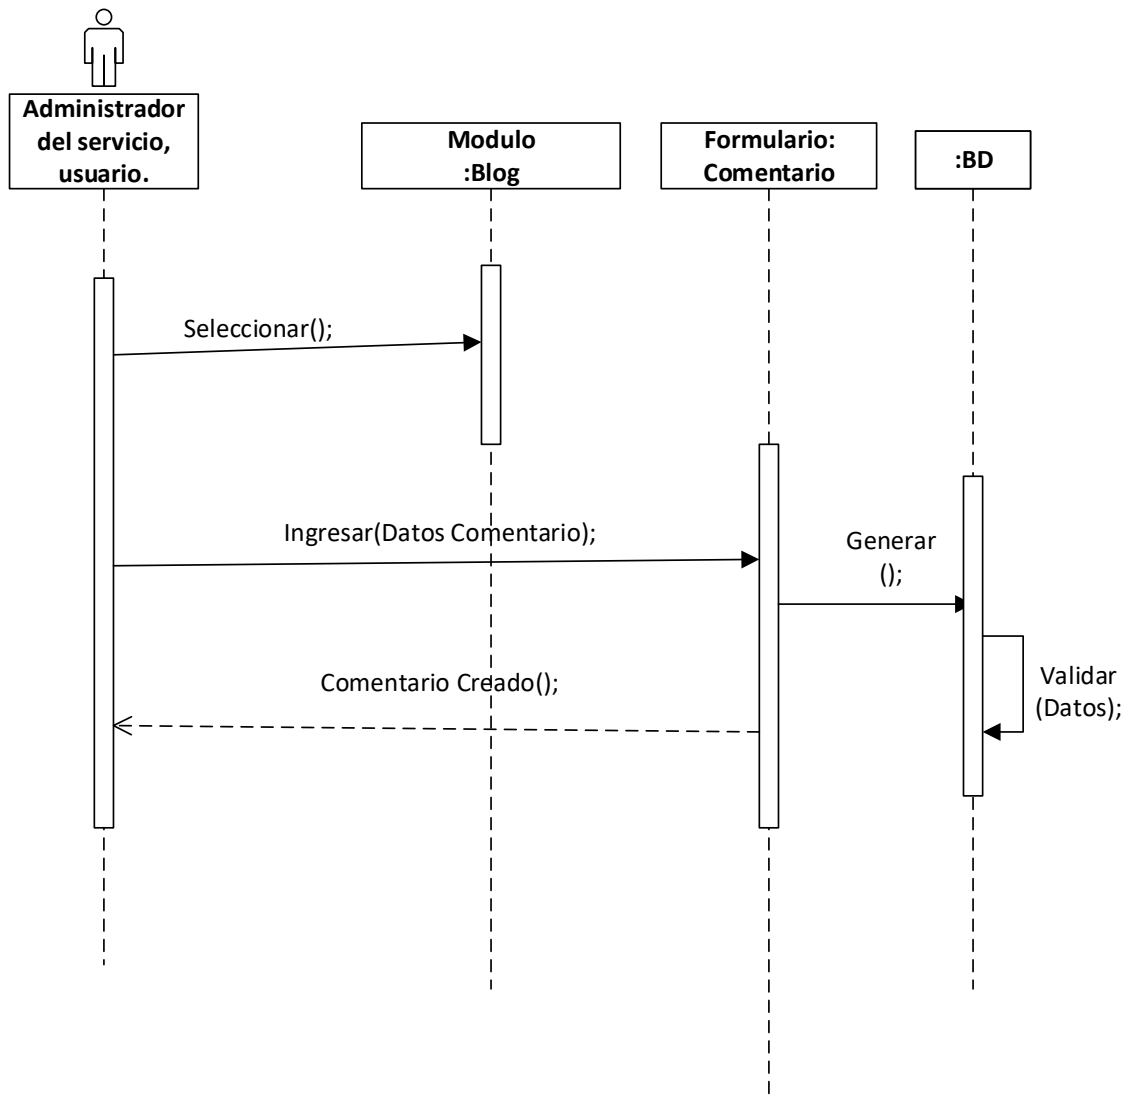 Administrador
del servicio,
usuario.
Modulo
:Blog
Formulario:
Comentario
:BD
Seleccionar();
Ingresar(Datos Comentario);
Generar
();
Comentario Creado();
Validar
(Datos);